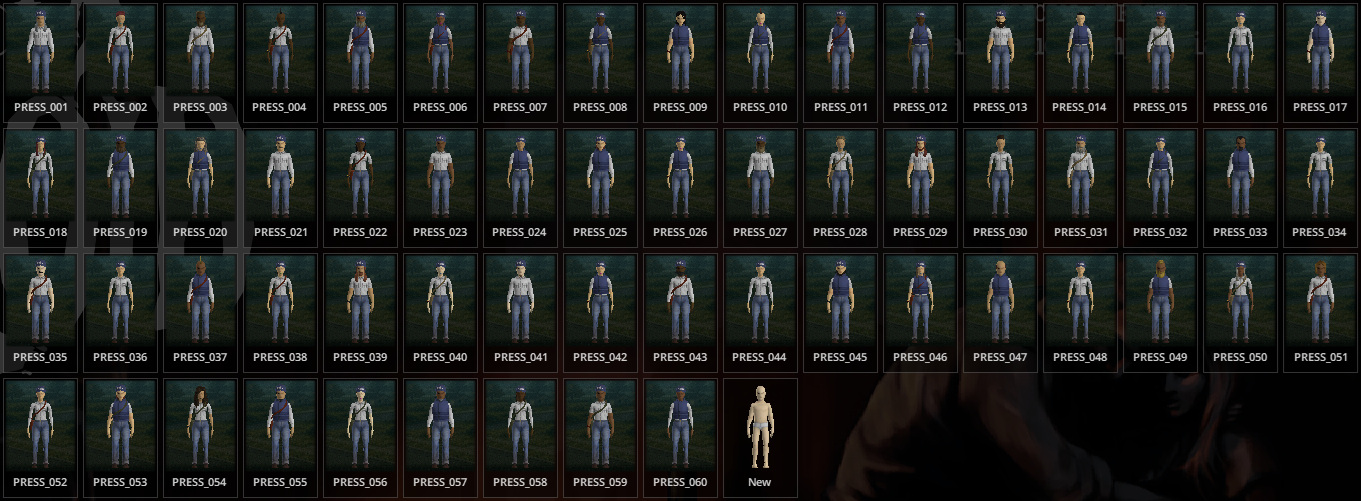 PRESS_001 PRESS_002 PRESS_003 PRESS_004 PRESS_005 PRESS_006 PRESS_007 PRESS_008 PRESS_009 PRESS_010 PRESS_011 PRESS_012 PRESS_013 PRESS_014 PRESS_015 PRESS_016 PRESS_017
PRESS_018 PRESS_019 PRESS_020 PRESS_021 PRESS_022 PRESS_023 PRESS_024 PRESS_025 PRESS_026 PRESS_027 PRESS_028 PRESS_029 PRESS_030 PRESS_031 PRESS_032 PRESS_033 PRESS_034
PRESS_035 PRESS_036 PRESS_037 PRESS_038 PRESS_039 PRESS_040 PRESS_041 PRESS_042 PRESS_043 PRESS_044 PRESS_045 PRESS_046 PRESS_047 PRESS_048 PRESS_049 PRESS_050 PRESS_051
PRESS_052 PRESS_053 PRESS_054 PRESS_055 PRESS_056 PRESS_057 PRESS_058 PRESS_059 PRESS_060 New